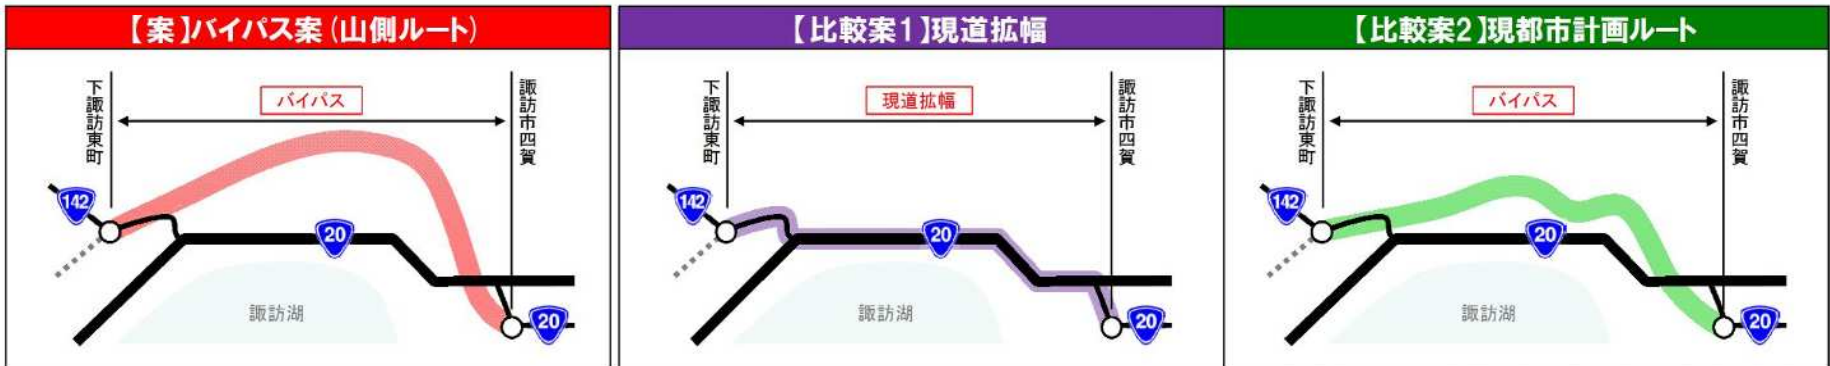 【案】バイパス案(山側ルート)
下諏訪東町
バイパス
諏訪市四賀
142
20
諏訪湖
20
【比較案1】現道拡幅
下諏訪東町
現道拡幅
諏訪市四賀
142
20
諏訪湖
20
【比較案2】現都市計画ルート
下諏訪東町
バイパス
諏訪市四賀
142
20
諏訪湖
20